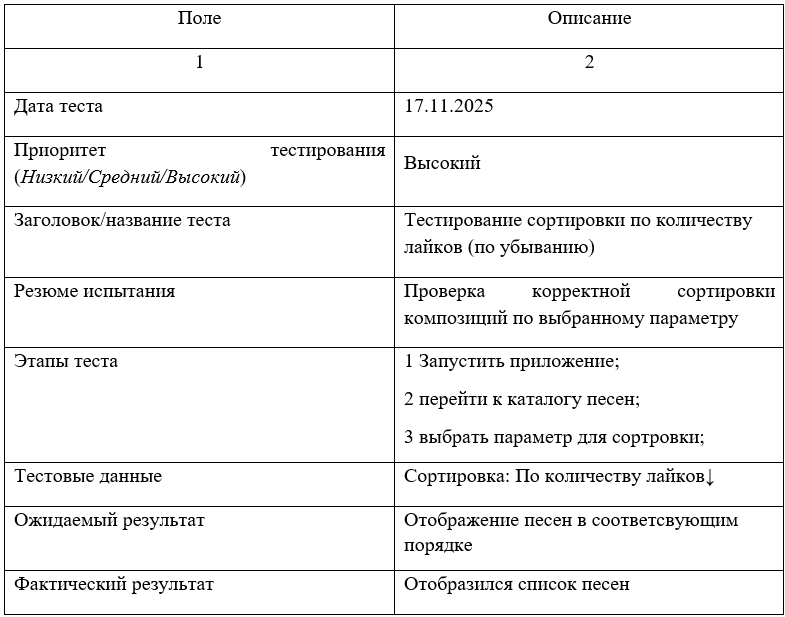 Поле Описание
1 2
Дата теста 17.11.2025
Приоритет тестирования
(Низкий/Средний/Высокий)
Высокий
Заголовок/название теста
Тестирование сортировки по количеству
лайков (по убыванию)
Резюме испытания
Проверка корректной сортировки
композиций по выбранному параметру
Этапы теста
1 Запустить приложение;
2 перейти к каталогу песен;
3 выбрать параметр для сортровки;
Тестовые данные
Сортировка: По количеству лайков↓
Ожидаемый результат
Отображение песен в соответсвующим
порядке
Фактический результат
Отобразился список песен